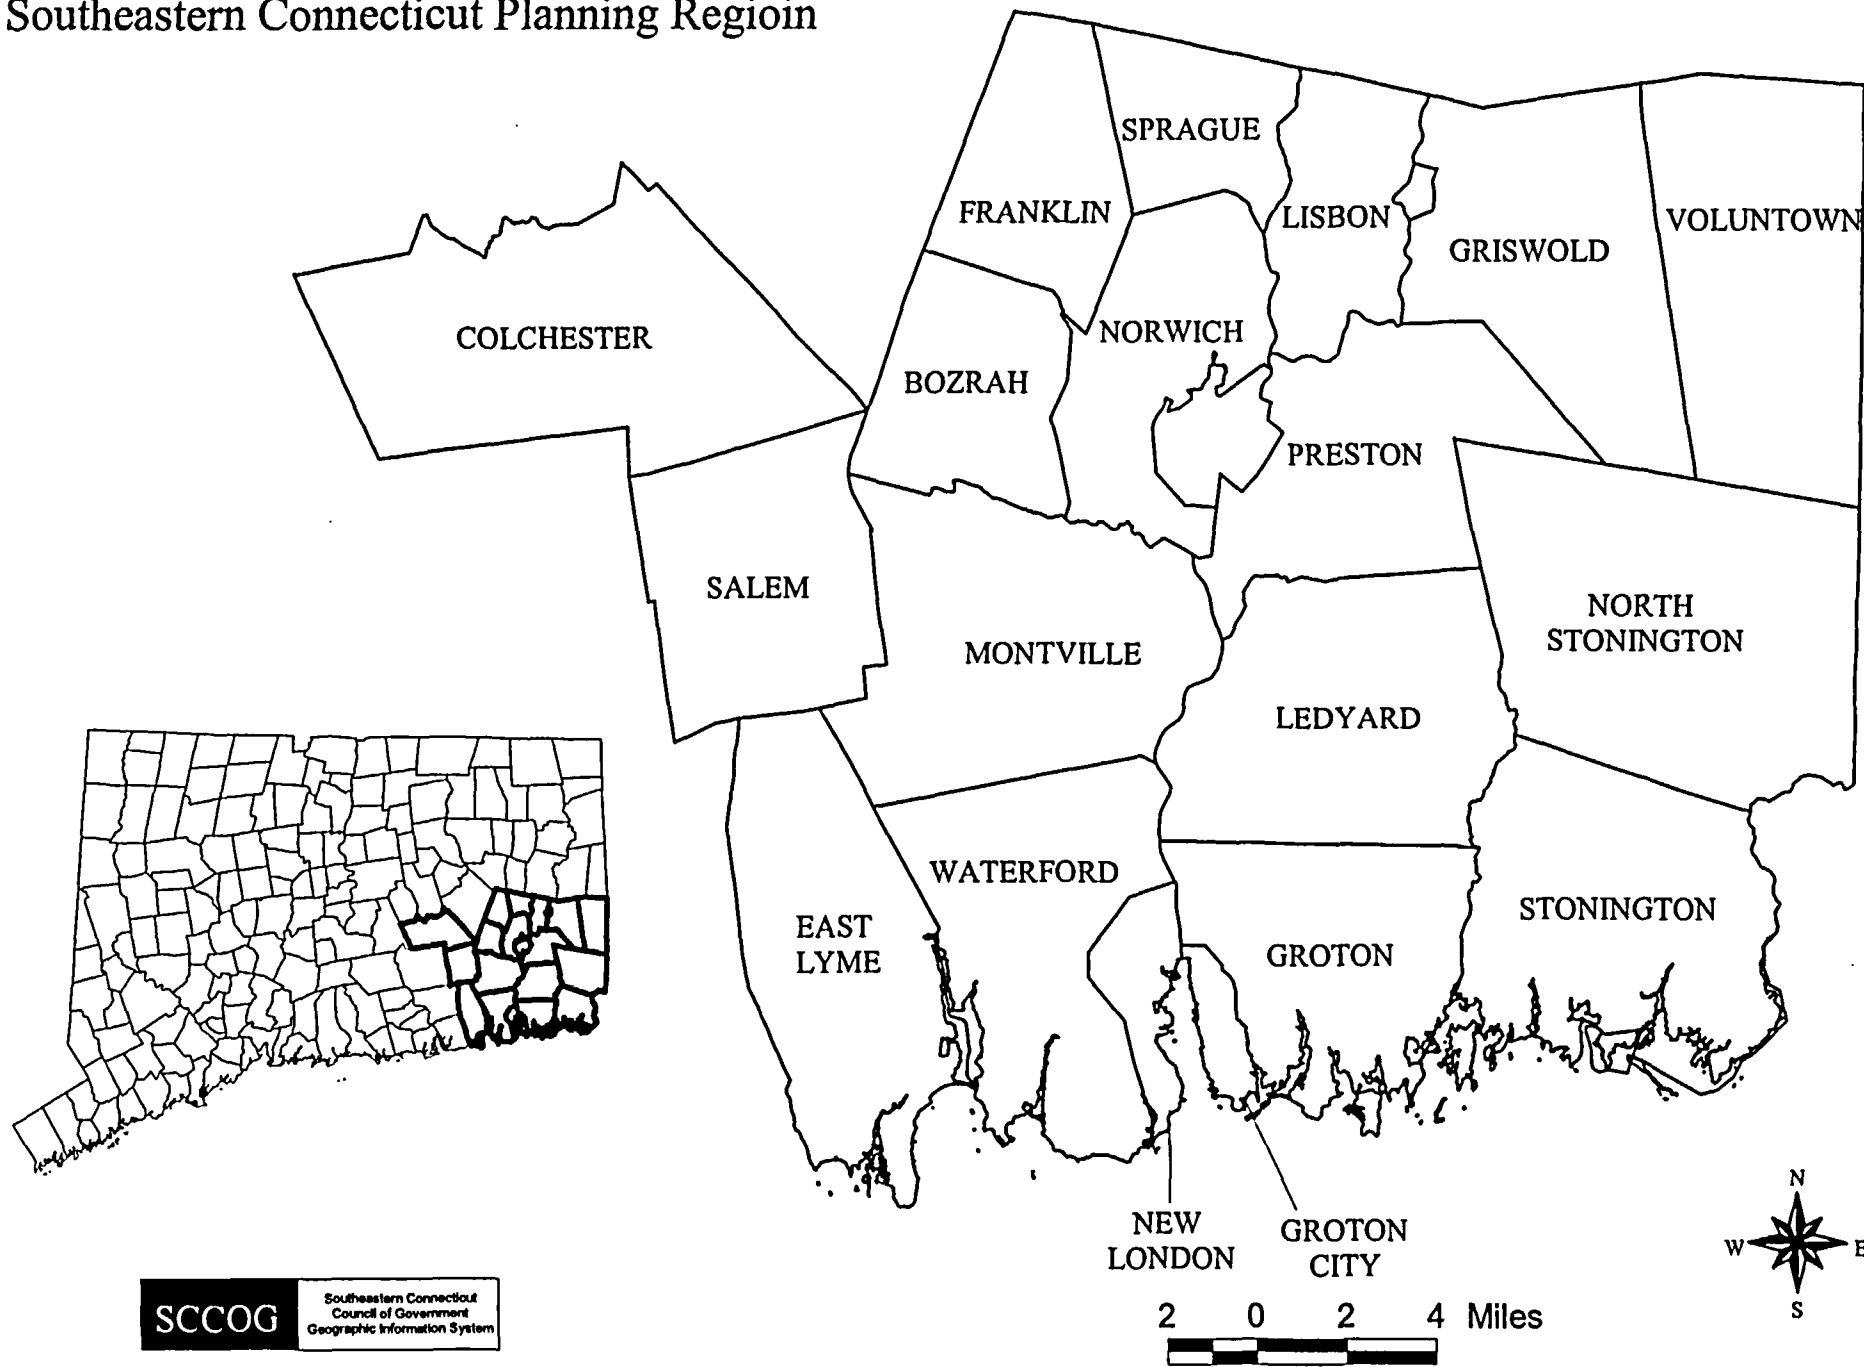 Southeastern Connecticut Planning Regioin
SPRAGUE
FRANKLIN
LISBON
VOLUNTOWN
GRISWOLD
COLCHESTER
NORWICH
BOZRAH
PRESTON
SALEM
NORTH
STONINGTON
MONTVILLE
LEDYARD
WATERFORD
STONINGTON
EAST
LYME
GROTON
NEW
LONDON
GROTON
CITY
N
W
E
S
SCCOG
Southeastern Connecticut
Council of Government
Geographic Information System
2 0 2 4 Miles